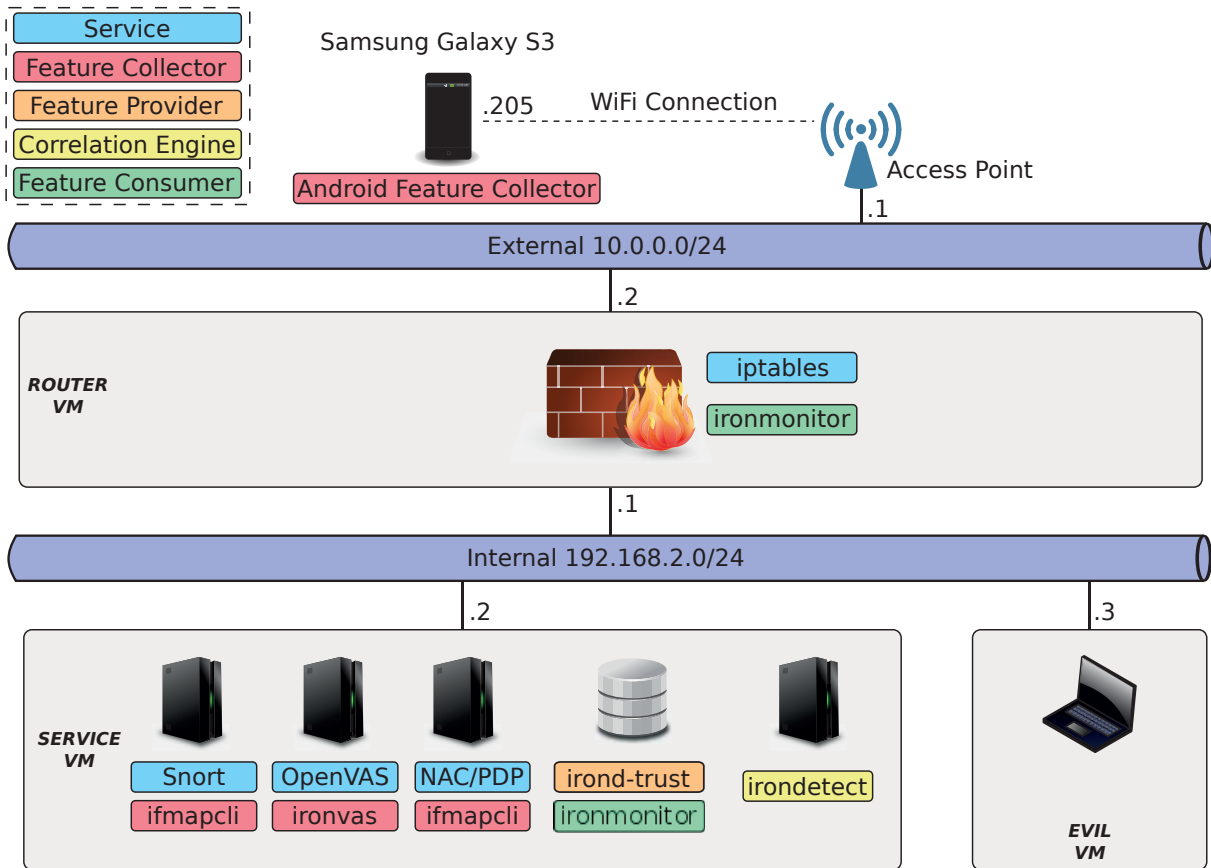 Service
Feature Collector
Feature Provider
Correlation Engine
Feature Consumer
Samsung Galaxy S3
.205
WiFi Connection
Android Feature Collector
Access Point
.1
External 10.0.0.0/24
.2
ROUTER
VM
iptables
ironmonitor
.1
Internal 192.168.2.0/24
.2
.3
SERVICE
VM
Snort
ifmapcli
OpenVAS
ironvas
NAC/PDP
ifmapcli
irond-trust
ironmonitor
irondetect
EVIL
VM